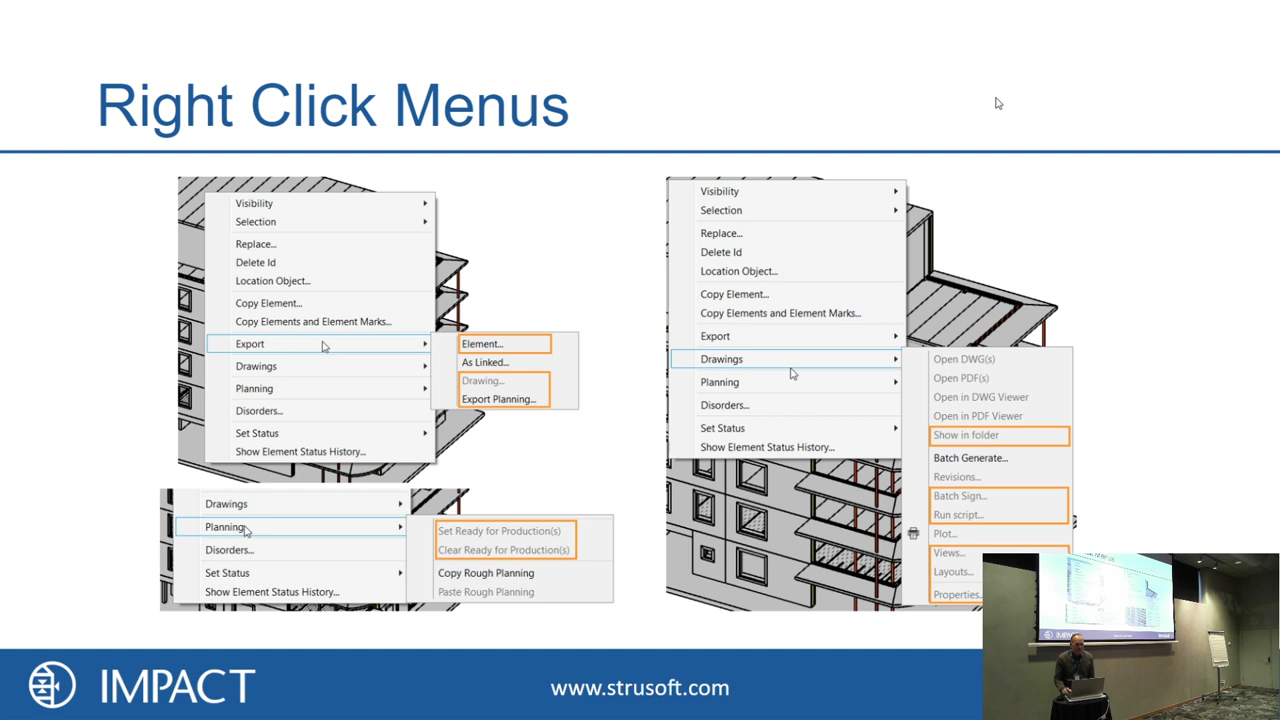 Right Click Menus
Visibility
Selection
Replace...
Delete Id
Location Object...
Copy Element...
Copy Elements and Element Marks...
Export
Drawings
Planning
Disorders...
Set Status
Show Element Status History...
Element...
As Linked...
Drawing...
Export Planning...
Drawings
Planning
Disorders...
Set Status
Show Element Status History...
Set Ready for Production(s)
Clear Ready for Production(s)
Copy Rough Planning
Paste Rough Planning
Visibility
Selection
Replace...
Delete Id
Location Object...
Copy Element...
Copy Elements and Element Marks...
Export
Drawings
Planning
Disorders...
Set Status
Show Element Status History...
Open DWG(s)
Open PDF(s)
Open in DWG Viewer
Open in PDF Viewer
Show in folder
Batch Generate...
Revisions...
Batch Sign...
Run script...
Plot...
Views...
Layouts...
Properties...
IMPACT
www.strusoft.com